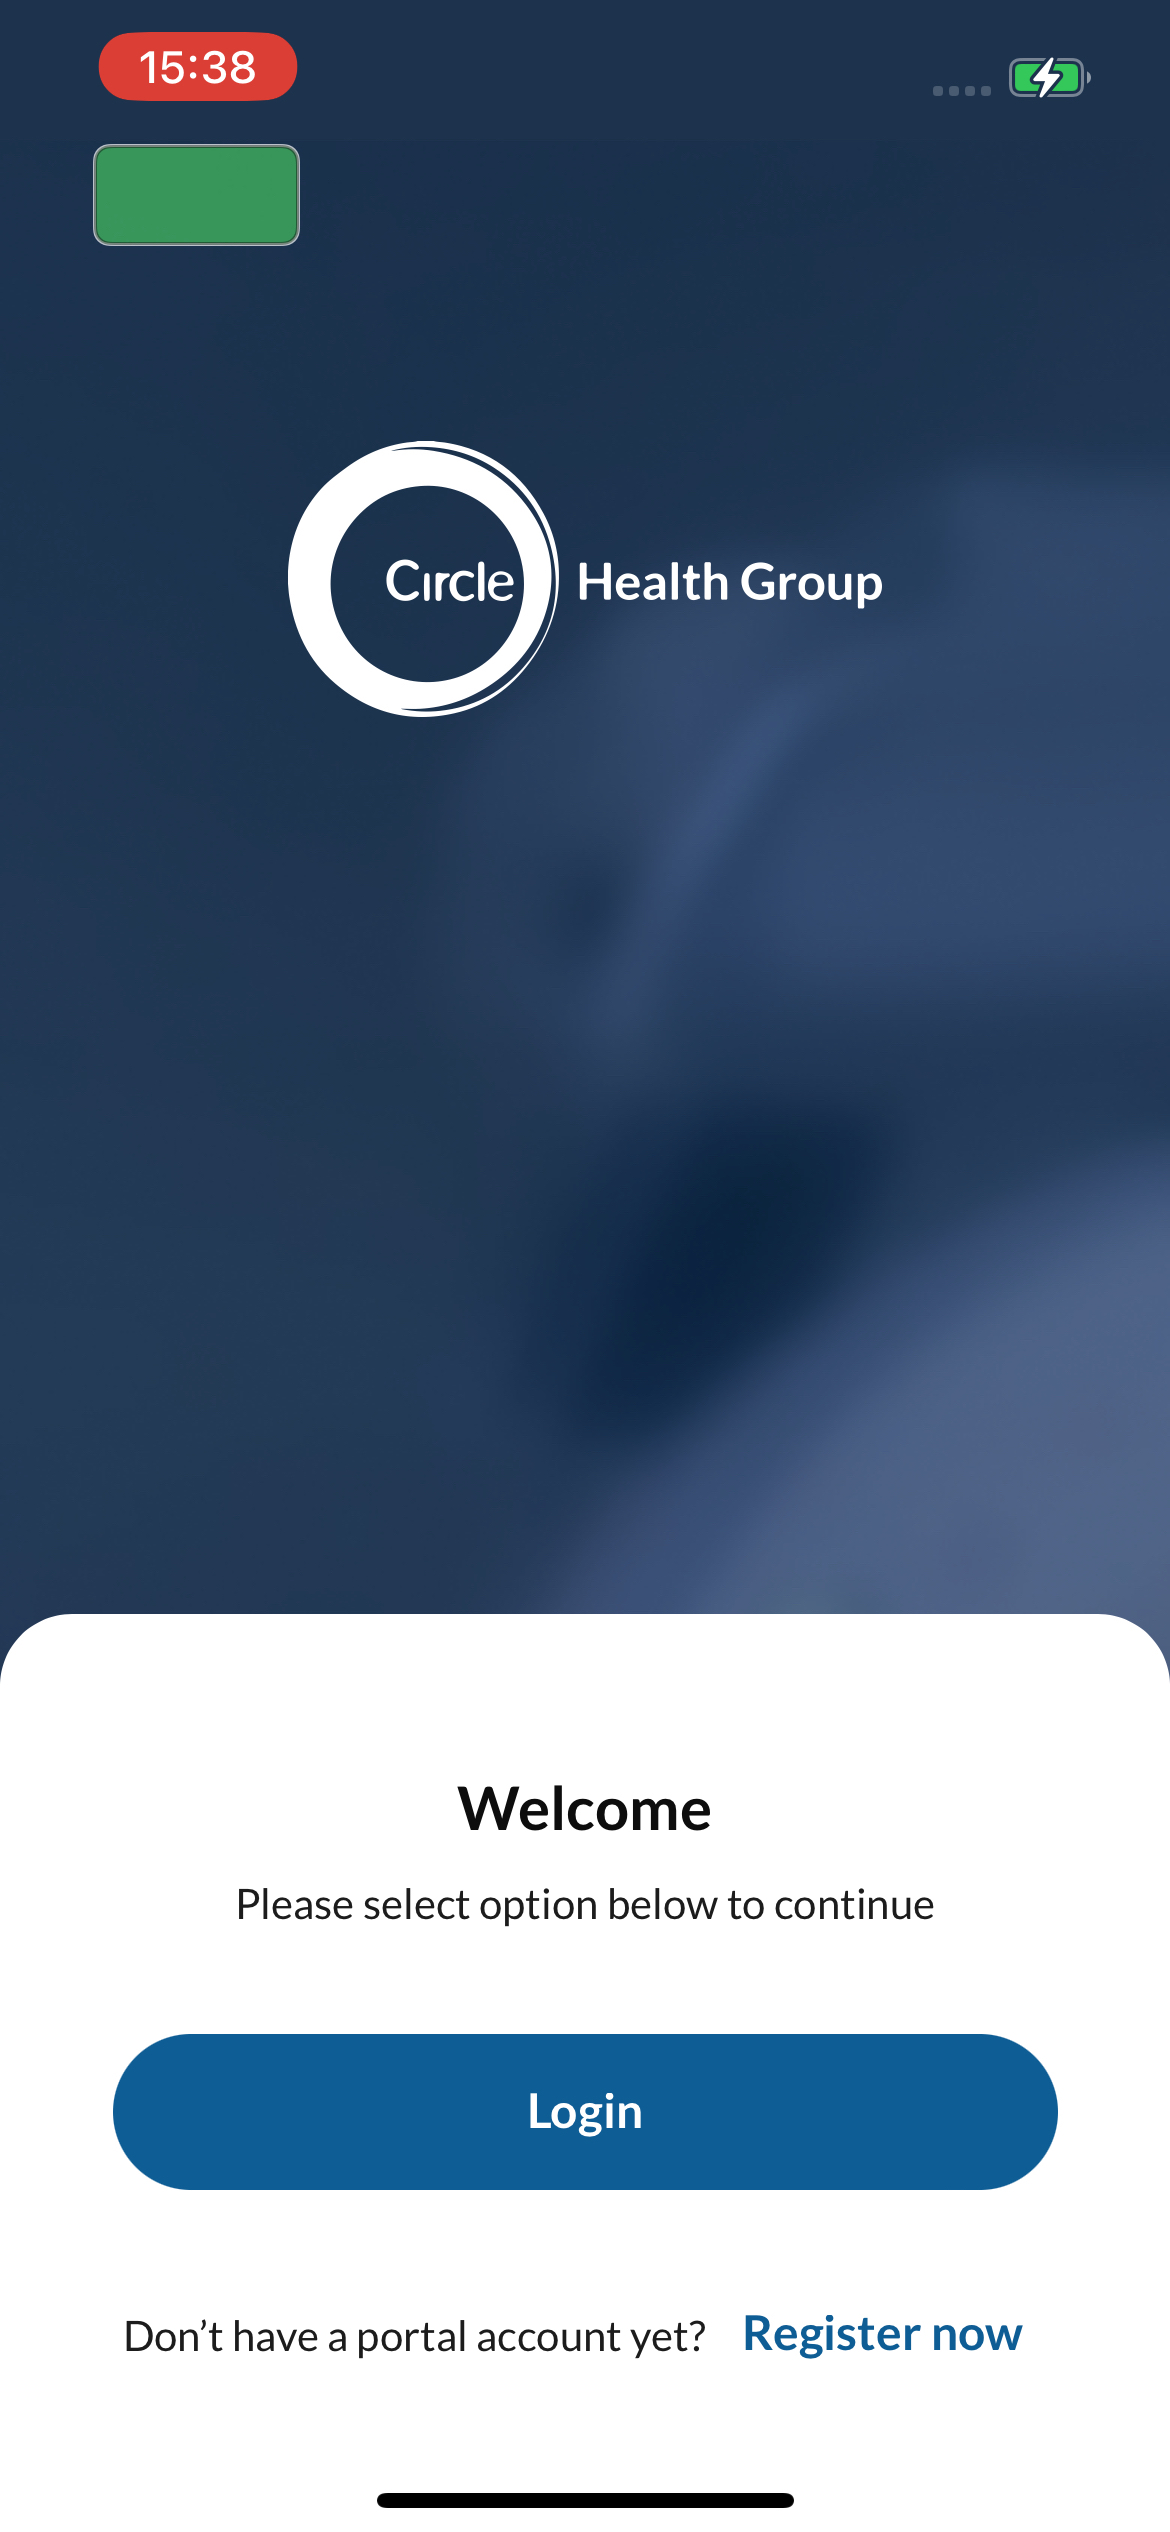 15:38
Circle Health Group
Welcome
Please select option below to continue
Login
Don’t have a portal account yet? Register now